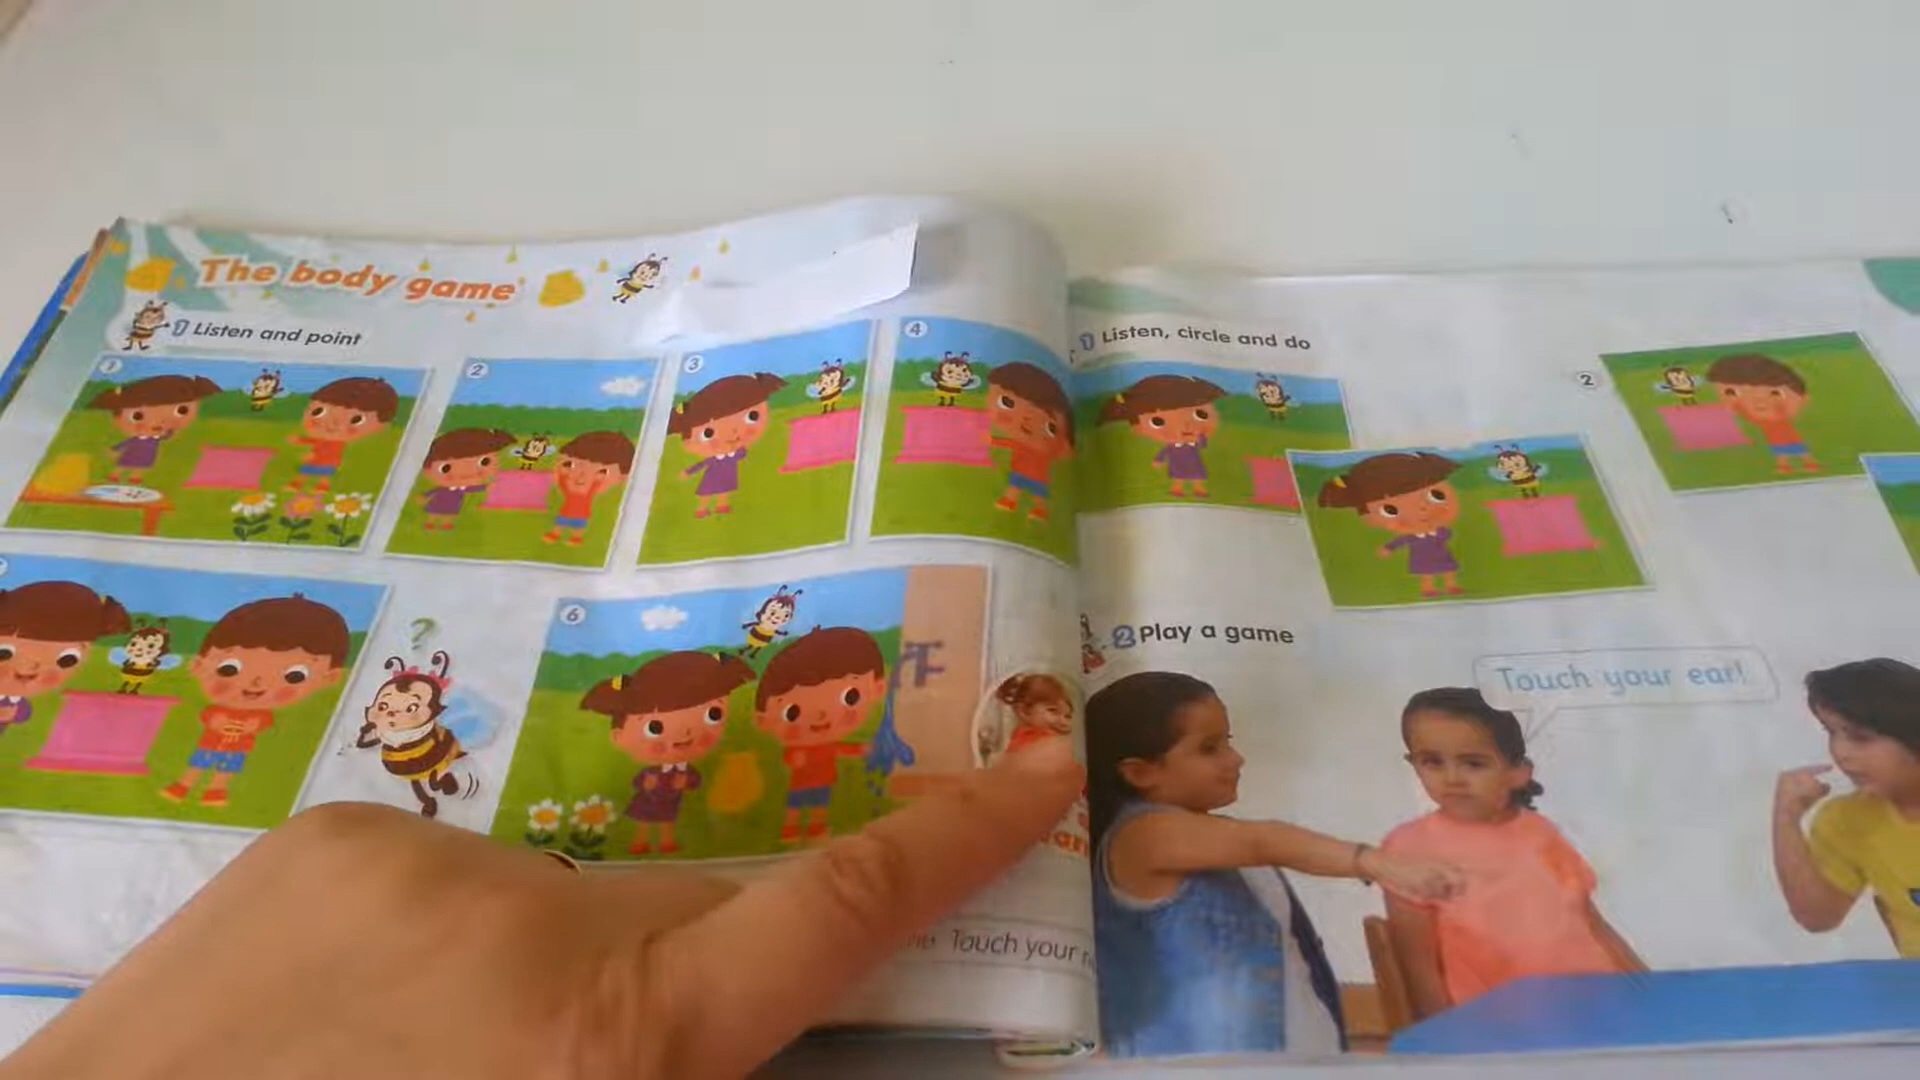 The body game
1 Listen and point
1
2
3
4
6
?
Touch your
1 Listen, circle and do
2
2 Play a game
Touch your ear!